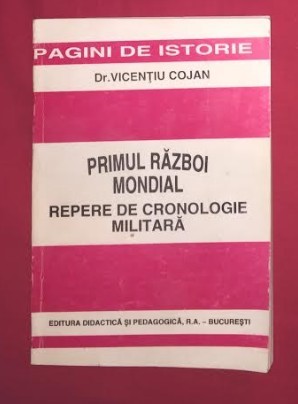 PAGINI DE ISTORIE
Dr.VICENȚIU COJAN
PRIMUL RĂZBOI
MONDIAL
REPERE DE CRONOLOGIE
MILITARĂ
EDITURA DIDACTICĂ ȘI PEDAGOGICĂ, R.A. – BUCUREȘTI